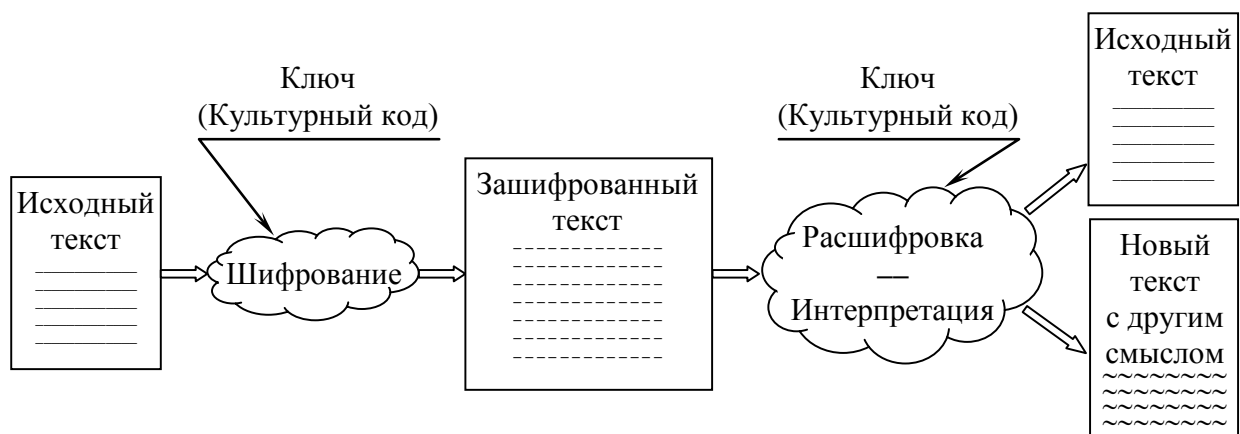 Исходный
текст
Ключ
(Культурный код)
Шифрование
Зашифрованный
текст
Ключ
(Культурный код)
Расшифровка
—
Интерпретация
Исходный
текст
Новый
текст
с другим
смыслом